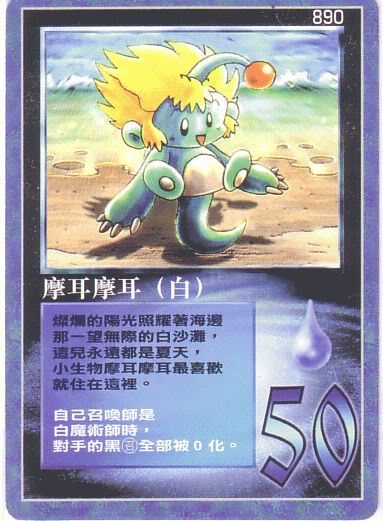 890
摩耳摩耳（白）
燦爛的陽光照耀著海邊
那一望無際的白沙灘，
這兒永遠都是夏天，
小生物摩耳摩耳最喜歡
就住在這裡。
自己召喚師是
白魔術師時，
對手的黑㊁全部被０化。
50